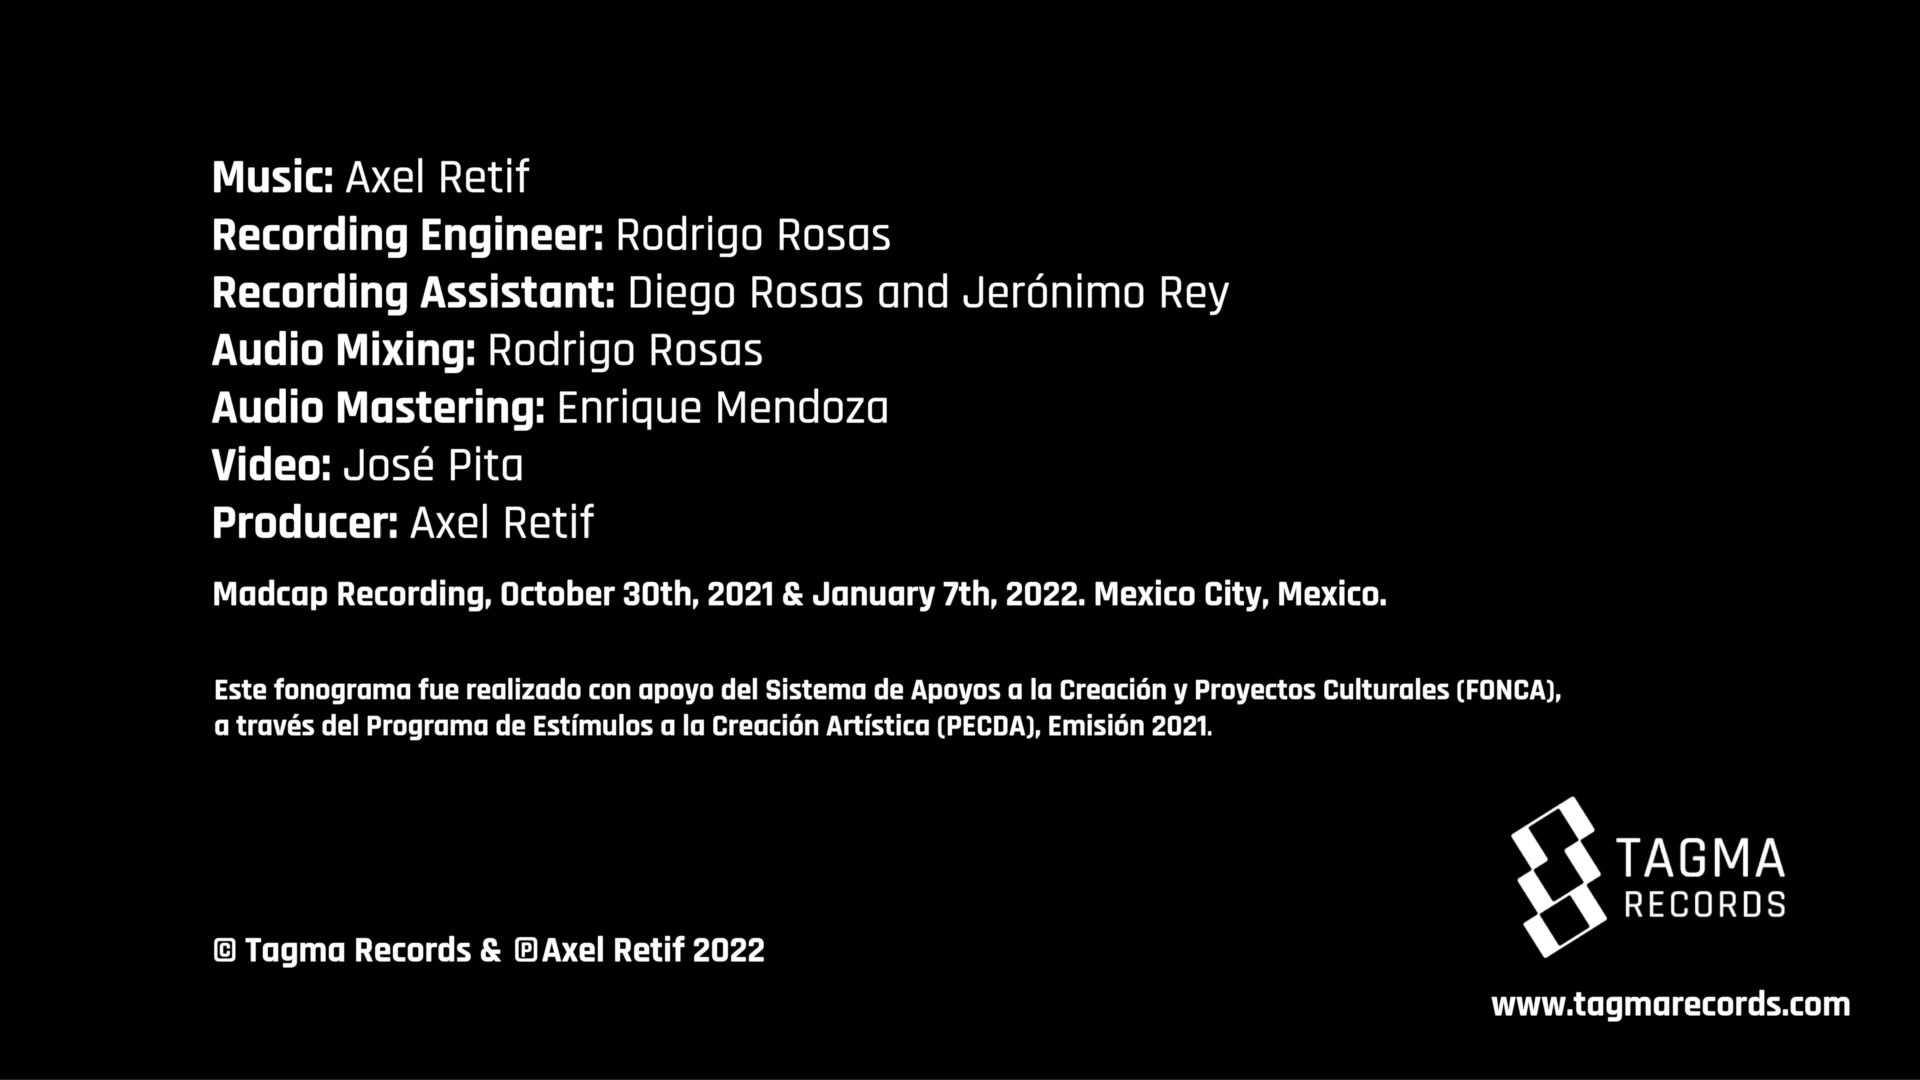 Music: Axel Retif
Recording Engineer: Rodrigo Rosas
Recording Assistant: Diego Rosas and Jerónimo Rey
Audio Mixing: Rodrigo Rosas
Audio Mastering: Enrique Mendoza
Video: José Pita
Producer: Axel Retif
Madcap Recording, October 30th, 2021 & January 7th, 2022. Mexico City, Mexico.
Este fonograma fue realizado con apoyo del Sistema de Apoyos a la Creación y Proyectos Culturales (FONCA),
a través del Programa de Estímulos a la Creación Artística (PECDA), Emisión 2021.
TAGMA
RECORDS
© Tagma Records & ℗Axel Retif 2022
www.tagmarecords.com